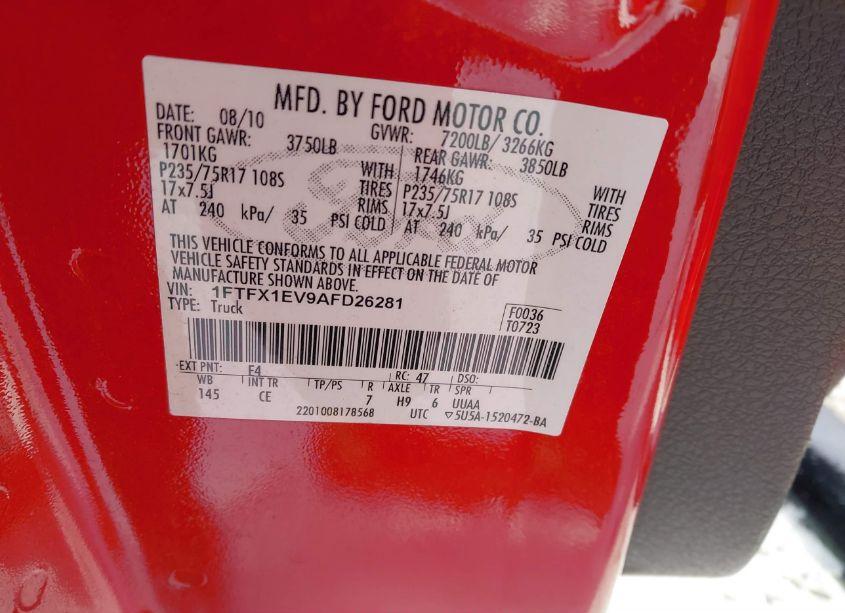 MFD. BY FORD MOTOR CO.
DATE: 08/10 GVWR: 7200LB/ 3266KG
FRONT GAWR: 3750LB REAR GAWR: 3850LB
1701KG WITH 1746KG WITH
P235/75R17 108S TIRES P235/75R17 108S TIRES
17x7.5J RIMS 17x7.5J RIMS
AT 240 kPa/ 35 PSI COLD AT 240 kPa/ 35 PSI COLD
THIS VEHICLE CONFORMS TO ALL APPLICABLE FEDERAL MOTOR
VEHICLE SAFETY STANDARDS IN EFFECT ON THE DATE OF
MANUFACTURE SHOWN ABOVE.
VIN: 1FTFX1EV9AFD26281 F0036
TYPE: Truck T0723
EXT PNT: F4 RC: 47 DSO:
WB INT TR TP/PS R AXLE TR SPR
145 CE 7 H9 6 UUAA
2201008178568 UTC ▽5U5A-1520472-BA
Ford